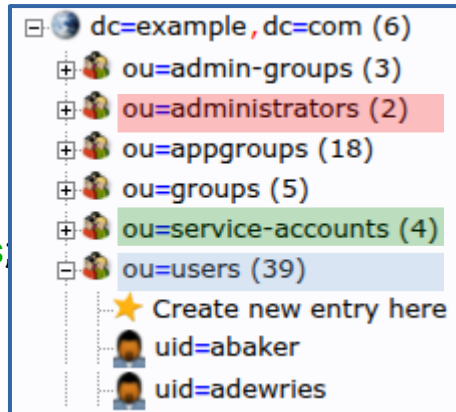 dc=example,dc=com (6)
ou=admin-groups (3)
ou=administrators (2)
ou=appgroups (18)
ou=groups (5)
ou=service-accounts (4)
s;
ou=users (39)
Create new entry here
uid=abaker
uid=adewries